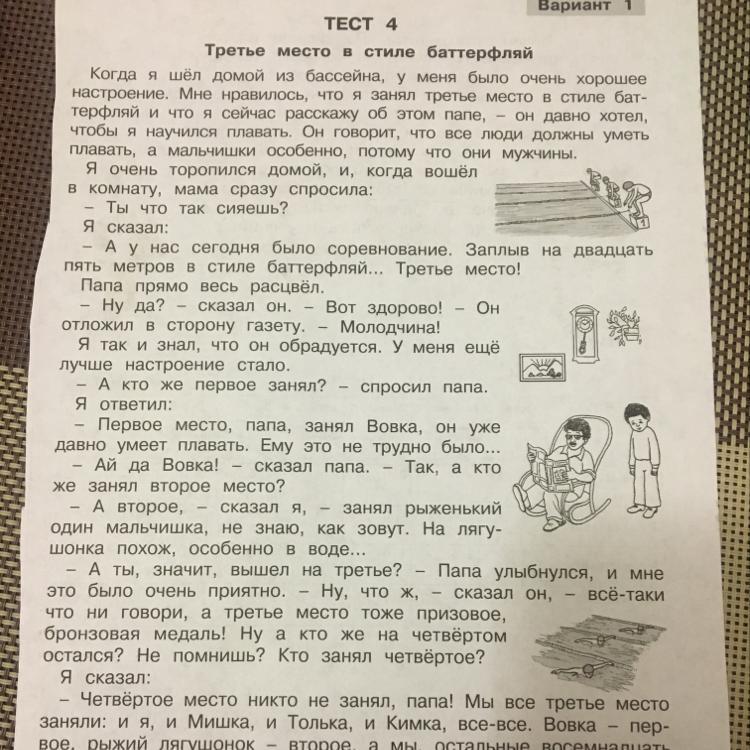 Вариант 1
ТЕСТ 4
Третье место в стиле баттерфляй
Когда я шёл домой из бассейна, у меня было очень хорошее
настроение. Мне нравилось, что я занял третье место в стиле бат-
терфляй и что я сейчас расскажу об этом папе, – он давно хотел,
чтобы я научился плавать. Он говорит, что все люди должны уметь
плавать, а мальчишки особенно, потому что они мужчины.
Я очень торопился домой, и, когда вошёл
в комнату, мама сразу спросила:
– Ты что так сияешь?
Я сказал:
– А у нас сегодня было соревнование. Заплыв на двадцать
пять метров в стиле баттерфляй... Третье место!
Папа прямо весь расцвёл.
– Ну да? – сказал он. – Вот здорово! – Он
отложил в сторону газету. – Молодчина!
Я так и знал, что он обрадуется. У меня ещё
лучше настроение стало.
– А кто же первое занял? – спросил папа.
Я ответил:
– Первое место, папа, занял Вовка, он уже
давно умеет плавать. Ему это не трудно было...
– Ай да Вовка! – сказал папа. – Так, а кто
же занял второе место?
– А второе, – сказал я, – занял рыженький
один мальчишка, не знаю, как зовут. На лягу-
шонка похож, особенно в воде...
– А ты, значит, вышел на третье? – Папа улыбнулся, и мне
это было очень приятно. – Ну, что ж, – сказал он, – всё-таки
что ни говори, а третье место тоже призовое,
бронзовая медаль! Ну а кто же на четвёртом
остался? Не помнишь? Кто занял четвёртое?
Я сказал:
– Четвёртое место никто не занял, папа! Мы все третье место
заняли: и я, и Мишка, и Толька, и Кимка, все-все. Вовка – пер-
вое, рыжий лягушонок – второе, а мы, остальные восемнадцать